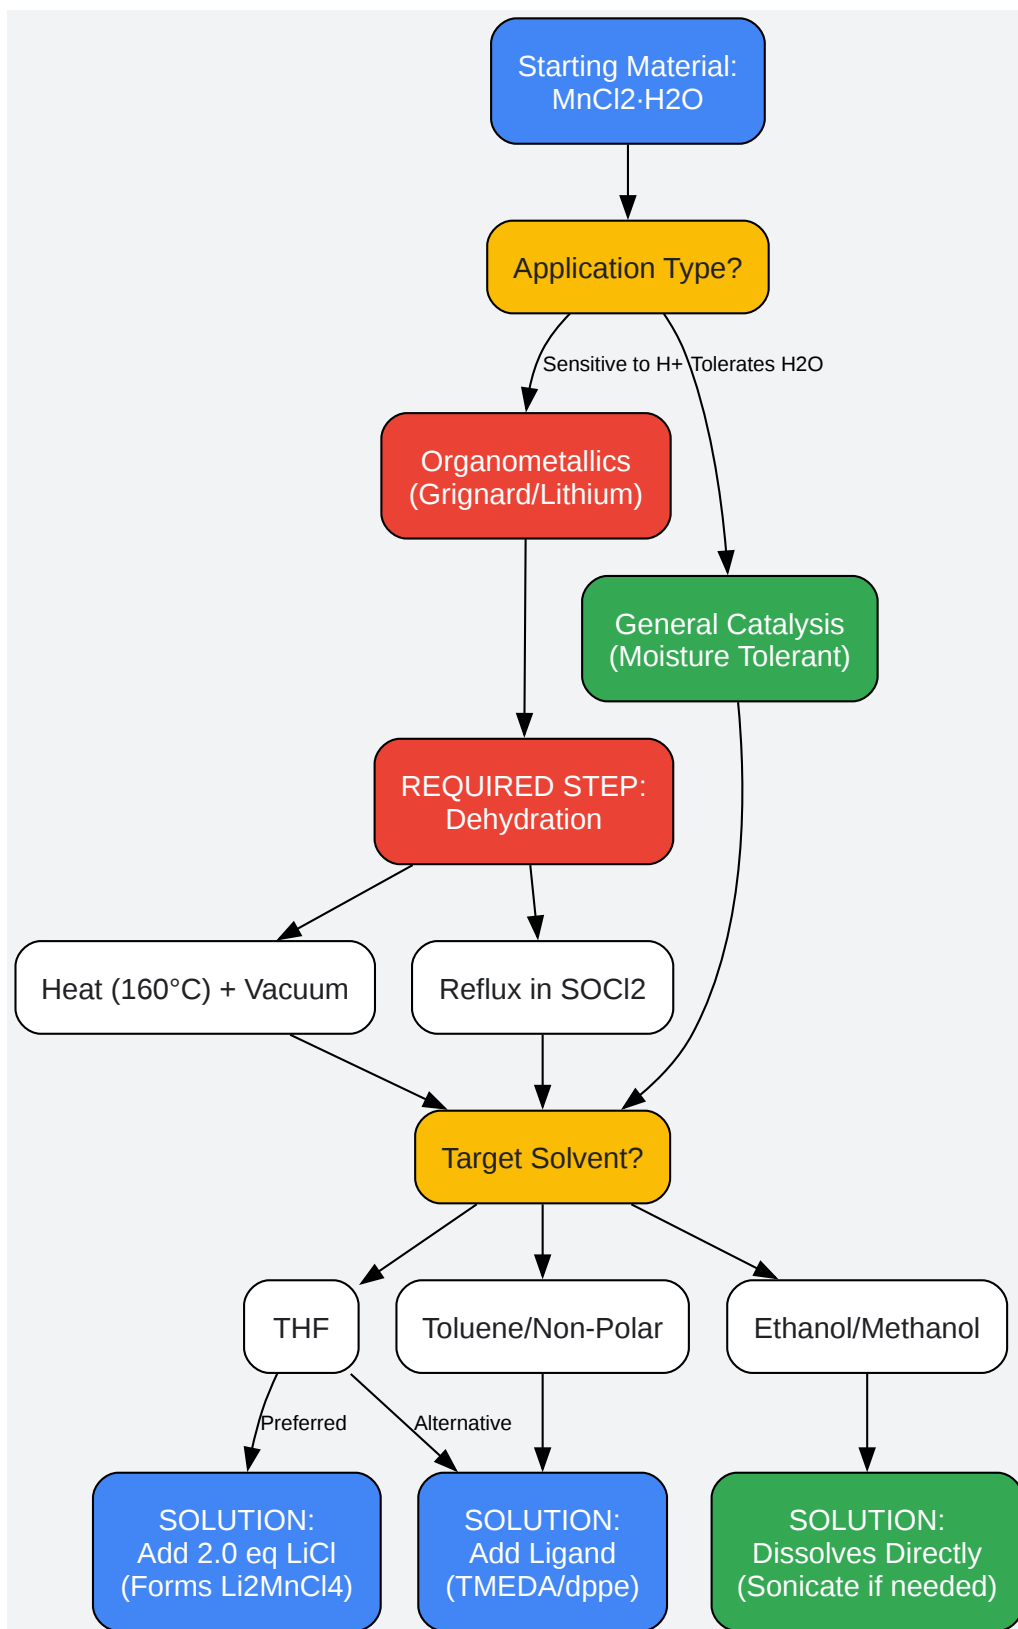 Starting Material:
MnCl2·H2O
Application Type?
Sensitive to H+
Tolerates H2O
Organometallics
(Grignard/Lithium)
General Catalysis
(Moisture Tolerant)
REQUIRED STEP:
Dehydration
Heat (160°C) + Vacuum
Reflux in SOCl2
Target Solvent?
THF
Toluene/Non-Polar
Ethanol/Methanol
Preferred
Alternative
SOLUTION:
Add 2.0 eq LiCl
(Forms Li2MnCl4)
SOLUTION:
Add Ligand
(TMEDA/dppe)
SOLUTION:
Dissolves Directly
(Sonicate if needed)